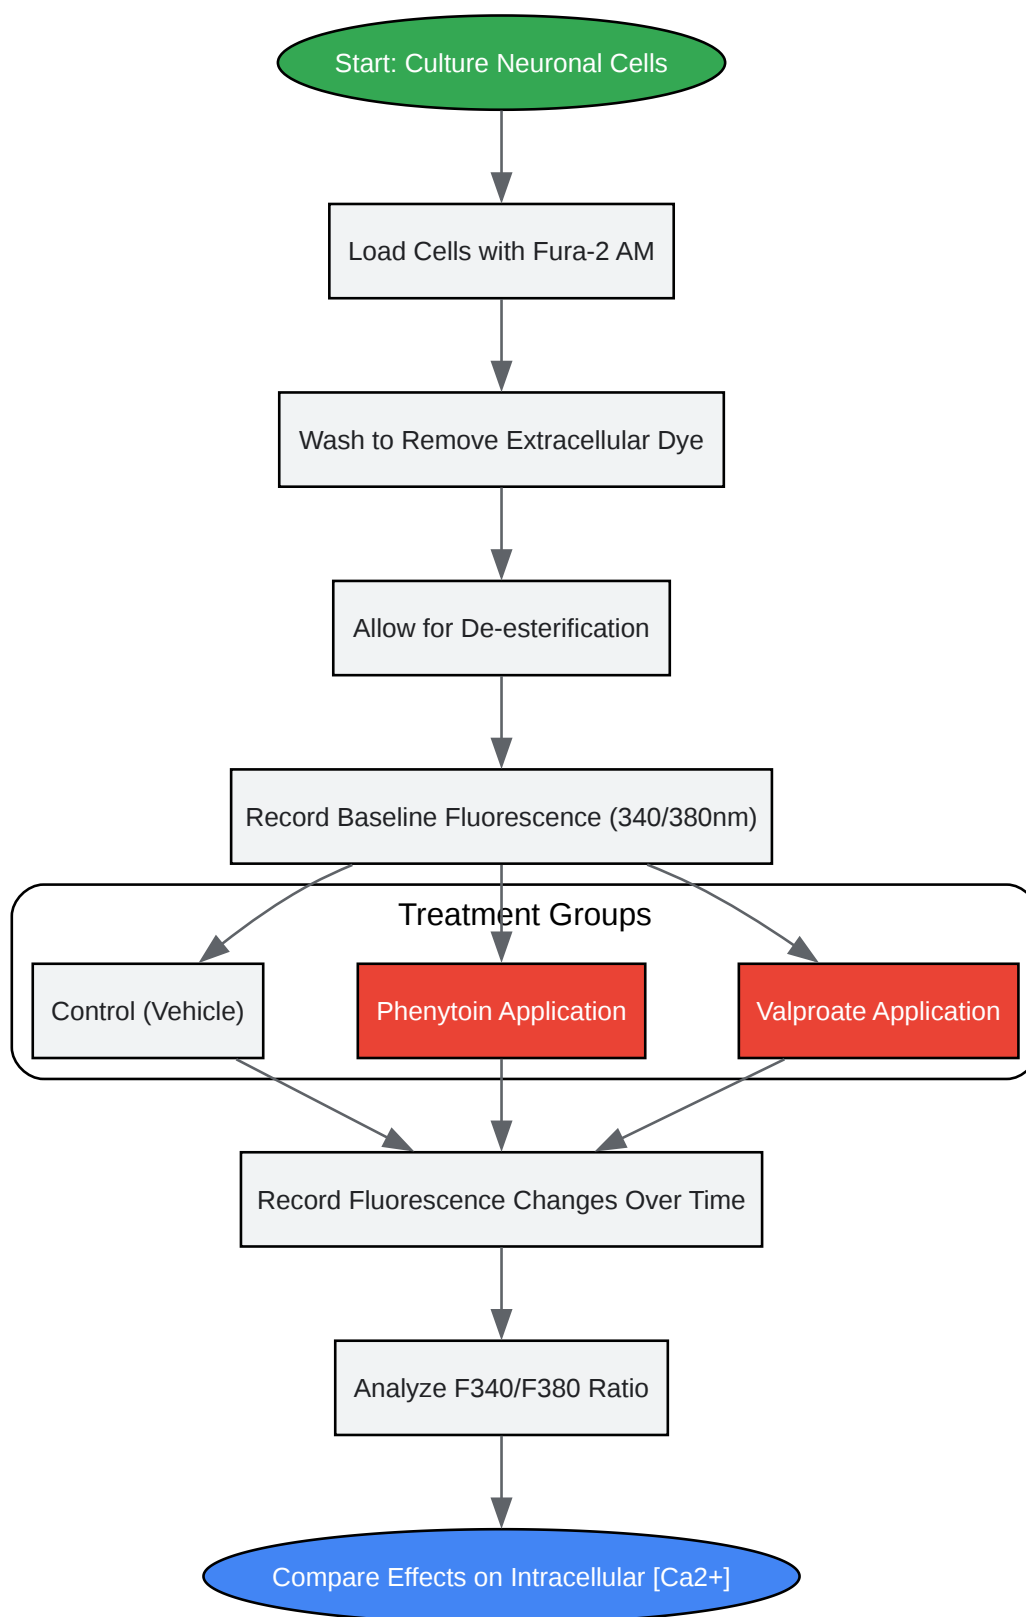 Start: Culture Neuronal Cells
Load Cells with Fura-2 AM
Wash to Remove Extracellular Dye
Allow for De-esterification
Record Baseline Fluorescence (340/380nm)
Treatment Groups
Control (Vehicle)
Phenytoin Application
Valproate Application
Record Fluorescence Changes Over Time
Analyze F340/F380 Ratio
Compare Effects on Intracellular [Ca2+]